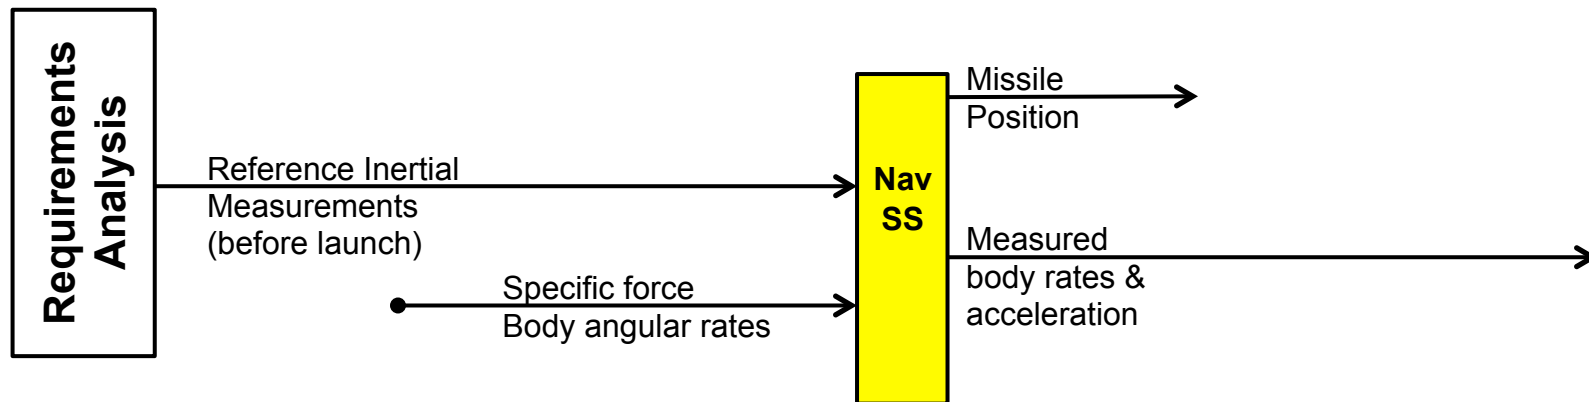 Requirements
Analysis
Reference Inertial
Measurements
(before launch)
Specific force
Body angular rates
Nav
SS
Missile
Position
Measured
body rates &
acceleration